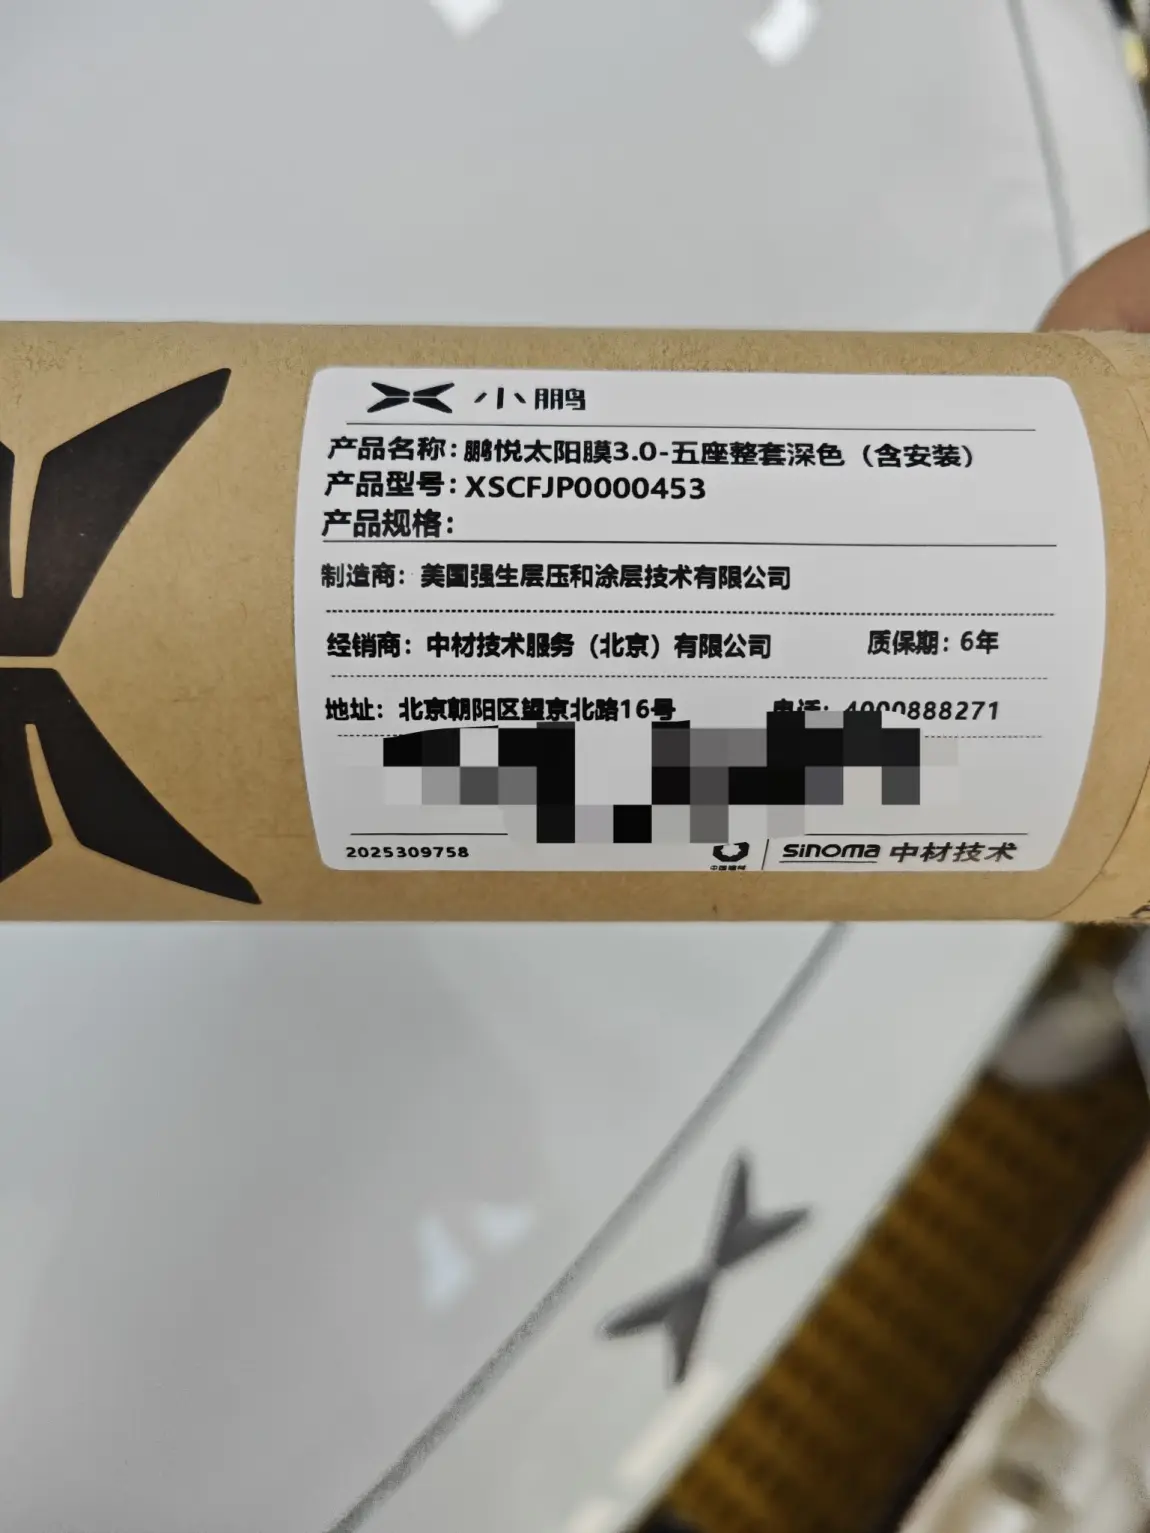 小鹏
产品名称：鹏悦太阳膜3.0-五座整套深色（含安装）
产品型号：XSCFJP0000453
产品规格：
制造商：美国强生层压和涂层技术有限公司
经销商：中材技术服务（北京）有限公司 质保期：6年
地址：北京朝阳区望京北路16号 电话：4000888271
2025309758 sinoma 中材技术